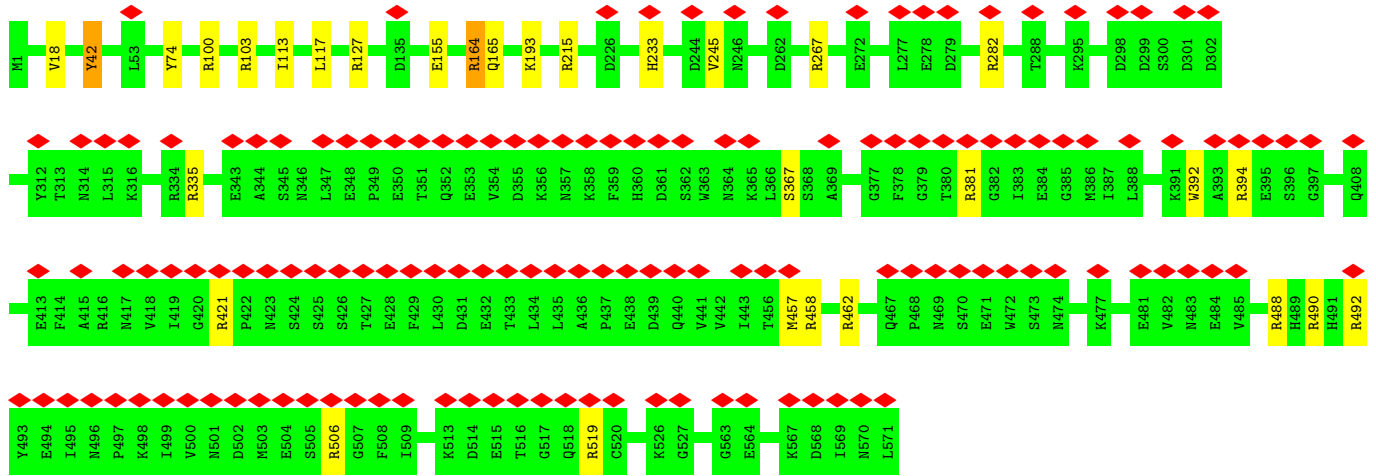 M1 V18 Y42 L53 Y74 R100 R103 I113 L117 R127 D135 E155 R164 Q165 K193 R215 D226 H233 D244 V245 N246 D262 R267 E272 L277 E278 D279 R282 T288 K295 D298 D299 S300 D301 D302
Y312 T313 N314 L315 K316 R334 R335 E343 A344 S345 N346 L347 E348 P349 E350 T351 Q352 E353 V354 D355 K356 N357 K358 F359 H360 D361 S362 W363 N364 K365 L366 S367 S368 A369 G377 F378 G379 T380 R381 G382 I383 E384 G385 M386 I387 L388 K391 W392 A393 R394 E395 S396 G397 Q408
E413 F414 A415 R416 N417 V418 I419 G420 R421 P422 N423 S424 S425 S426 T427 E428 F429 L430 D431 E432 T433 L434 L435 A436 P437 E438 D439 Q440 V441 V442 I443 T456 M457 R458 R462 Q467 P468 N469 S470 E471 W472 S473 N474 K477 E481 V482 N483 E484 V485 R488 H489 R490 H491 R492
Y493 E494 I495 N496 P497 K498 I499 V500 N501 D502 M503 E504 S505 R506 G507 F508 I509 K513 D514 E515 T516 G517 Q518 R519 C520 K526 G527 G563 E564 K567 D568 I569 N570 L571